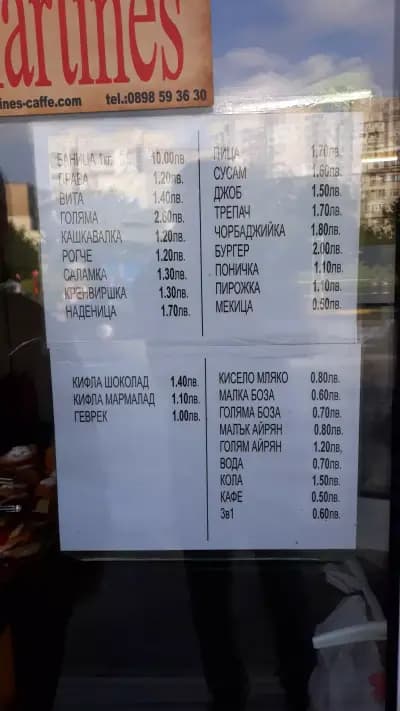 artines
ines-caffe.com tel.:0898 59 36 30
БАНИЦА 1кг. 10.00лв
ПРАВА 1.20лв.
ВИТА 1.40лв.
ГОЛЯМА 2.60лв.
КАШКАВАЛКА 1.20лв.
РОГЧЕ 1.20лв.
САЛАМКА 1.30лв.
КРЕНВИРШКА 1.30лв.
НАДЕНИЦА 1.70лв.
ПИЦА 1.70лв.
СУСАМ 1.60лв.
ДЖОБ 1.50лв.
ТРЕПАЧ 1.70лв.
ЧОРБАДЖИЙКА 1.80лв.
БУРГЕР 2.00лв.
ПОНИЧКА 1.10лв.
ПИРОЖКА 1.10лв.
МЕКИЦА 0.50лв.
КИФЛА ШОКОЛАД 1.40лв.
КИФЛА МАРМАЛАД 1.10лв.
ГЕВРЕК 1.00лв.
КИСЕЛО МЛЯКО 0.80лв.
МАЛКА БОЗА 0.60лв.
ГОЛЯМА БОЗА 0.70лв.
МАЛЪК АЙРЯН 0.80лв.
ГОЛЯМ АЙРЯН 1.20лв.
ВОДА 0.70лв.
КОЛА 1.50лв.
КАФЕ 0.50лв.
3в1 0.60лв.